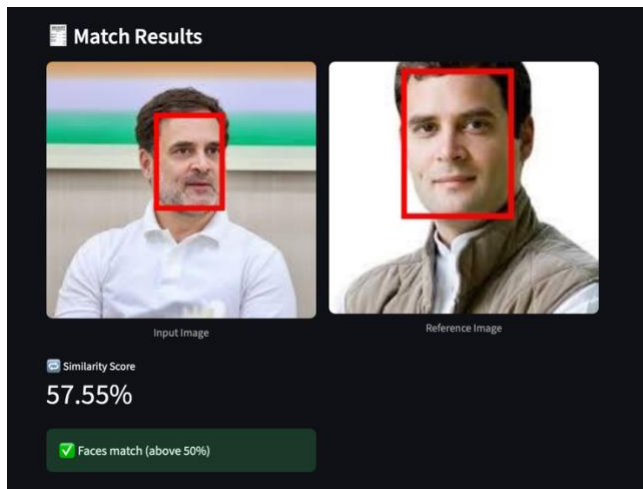 Match Results
Input Image
Reference Image
Similarity Score
57.55%
Faces match (above 50%)